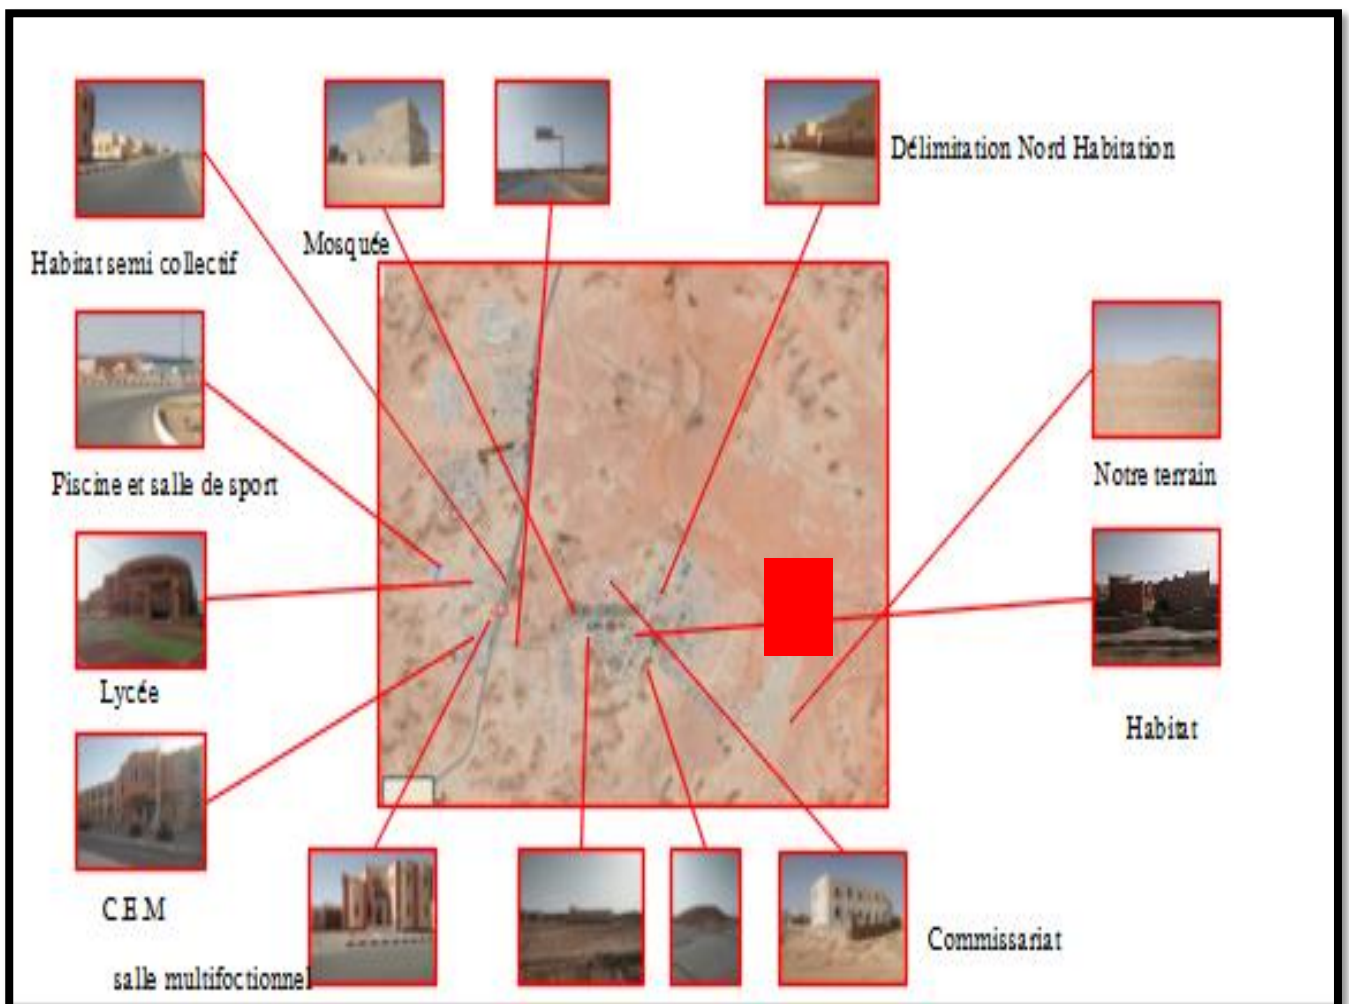 Délimitation Nord Habitation
Mosquée
Habitat semi collectif
Notre terrain
Piscine et salle de sport
Lycée
Habitat
C E M
Commissariat
salle multifoctionnel